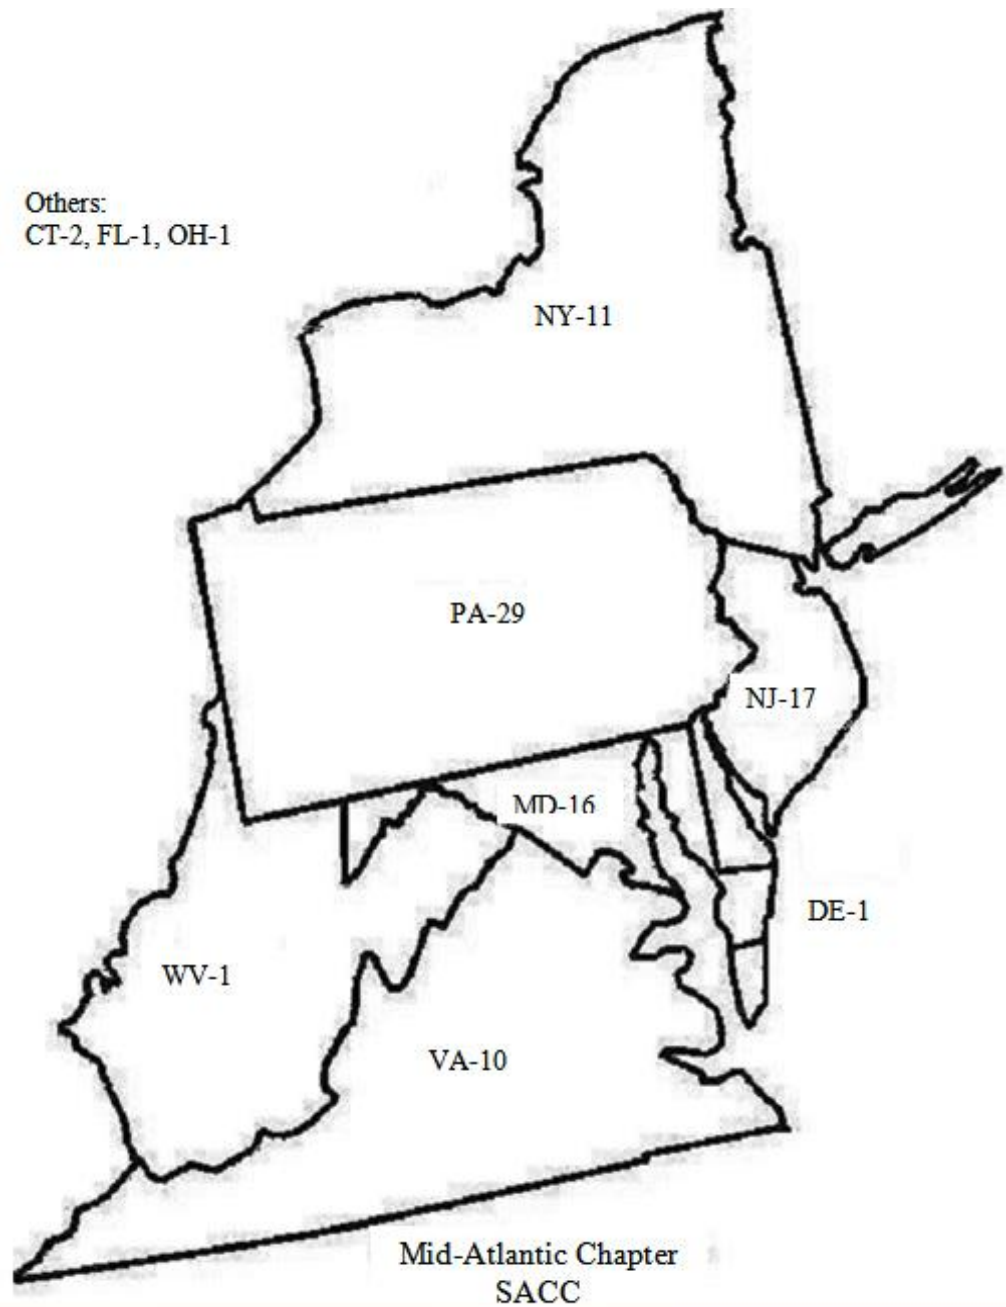 Others:
CT-2, FL-1, OH-1
NY-11
PA-29
NJ-17
MD-16
DE-1
WV-1
VA-10
Mid-Atlantic Chapter
SACC